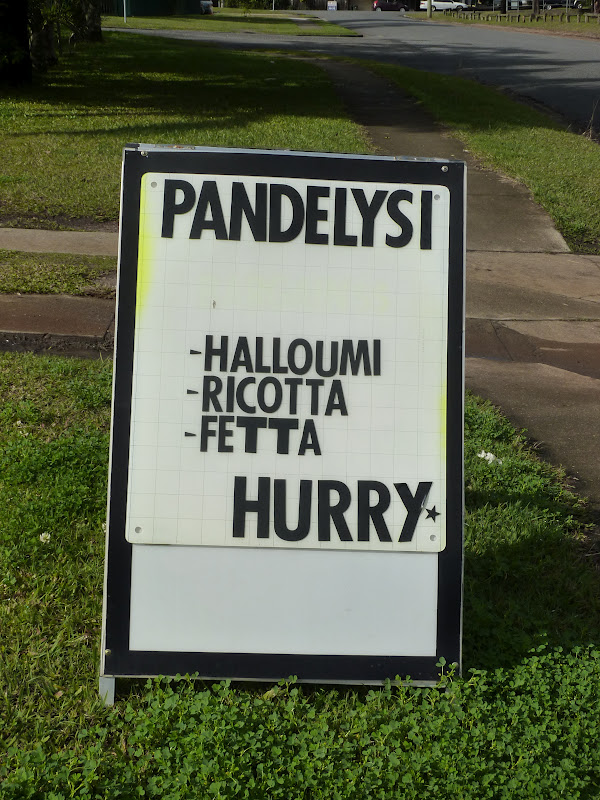 PANDELYSI
-HALLOUMI
-RICOTTA
-FETTA
HURRY